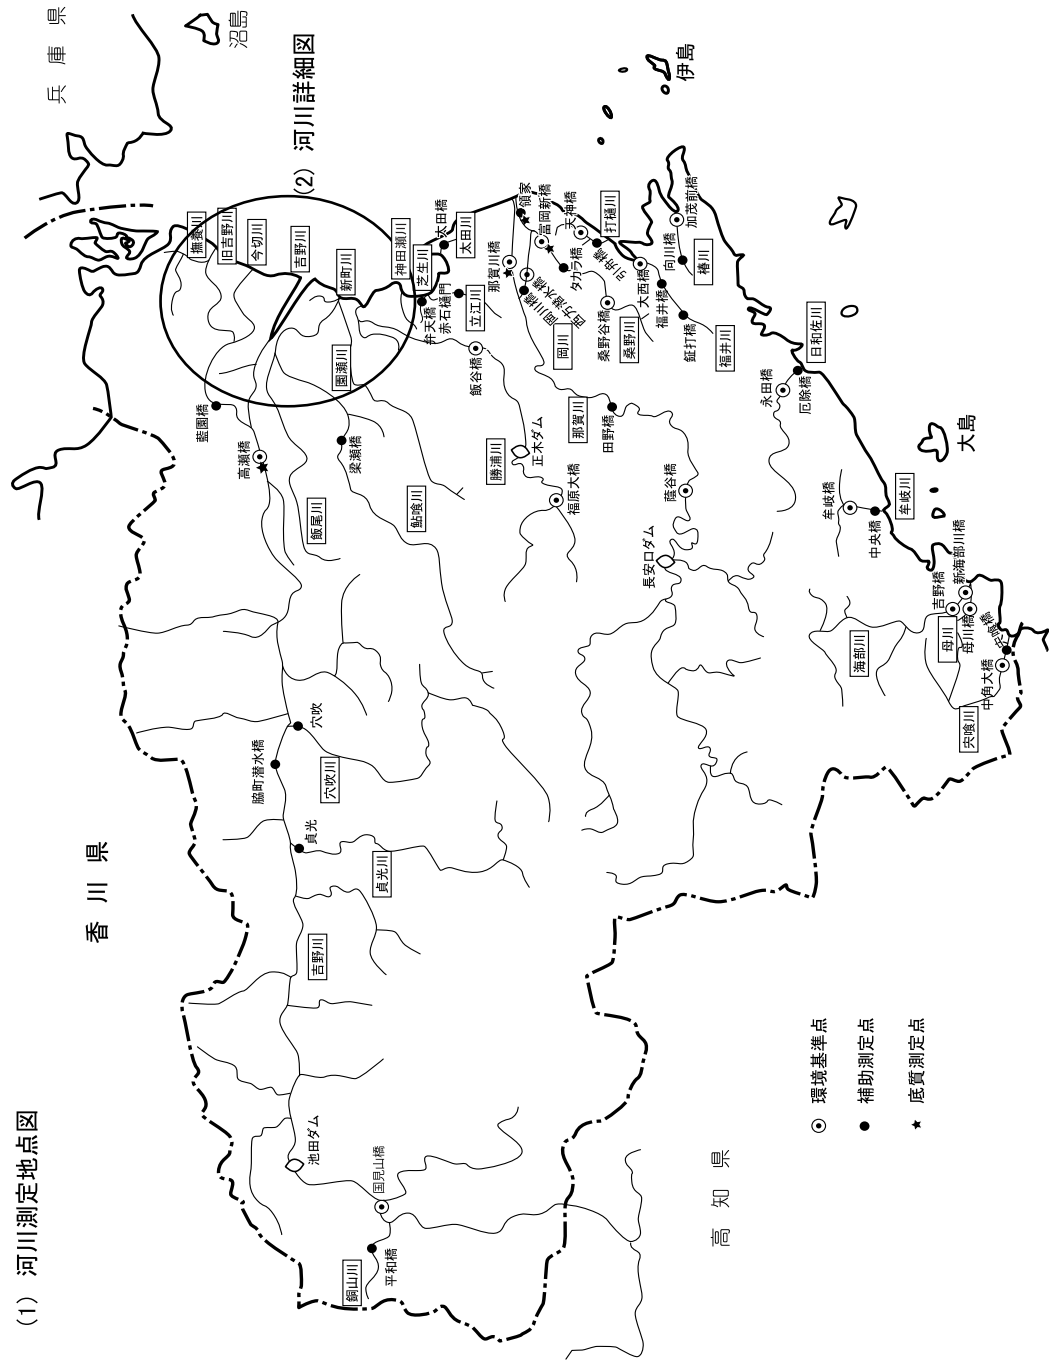 (1) 河川測定地点図
兵庫県
沼島
(2) 河川詳細図
伊島
香川県
高知県
大島
撫養川
旧吉野川
今切川
吉野川
新町川
神田瀬川
芝生川
太田橋
太田川
弁天橋
赤石樋門
立江川
園瀬川
飯谷橋
那賀川橋
領家
富岡新橋
天神橋
打樋川
タカラ橋
引舟橋
岡川橋
西方潜水橋
岡川
桑野谷橋
桑野川
大西橋
福井橋
鉦打橋
福井川
向川橋
加茂前橋
椿川
藍園橋
高瀬橋
飯尾川
梁瀬橋
鮎喰川
勝浦川
正木ダム
福原大橋
那賀川
田野橋
蔭谷橋
長安口ダム
永田橋
厄除橋
日和佐川
牟岐橋
中央橋
牟岐川
吉野橋
新海部川橋
母川
母川橋
海部川
宍喰橋
中角大橋
宍喰川
穴吹
脇町潜水橋
穴吹川
貞光
貞光川
吉野川
池田ダム
国見山橋
平和橋
銅山川
環境基準点
補助測定点
底質測定点